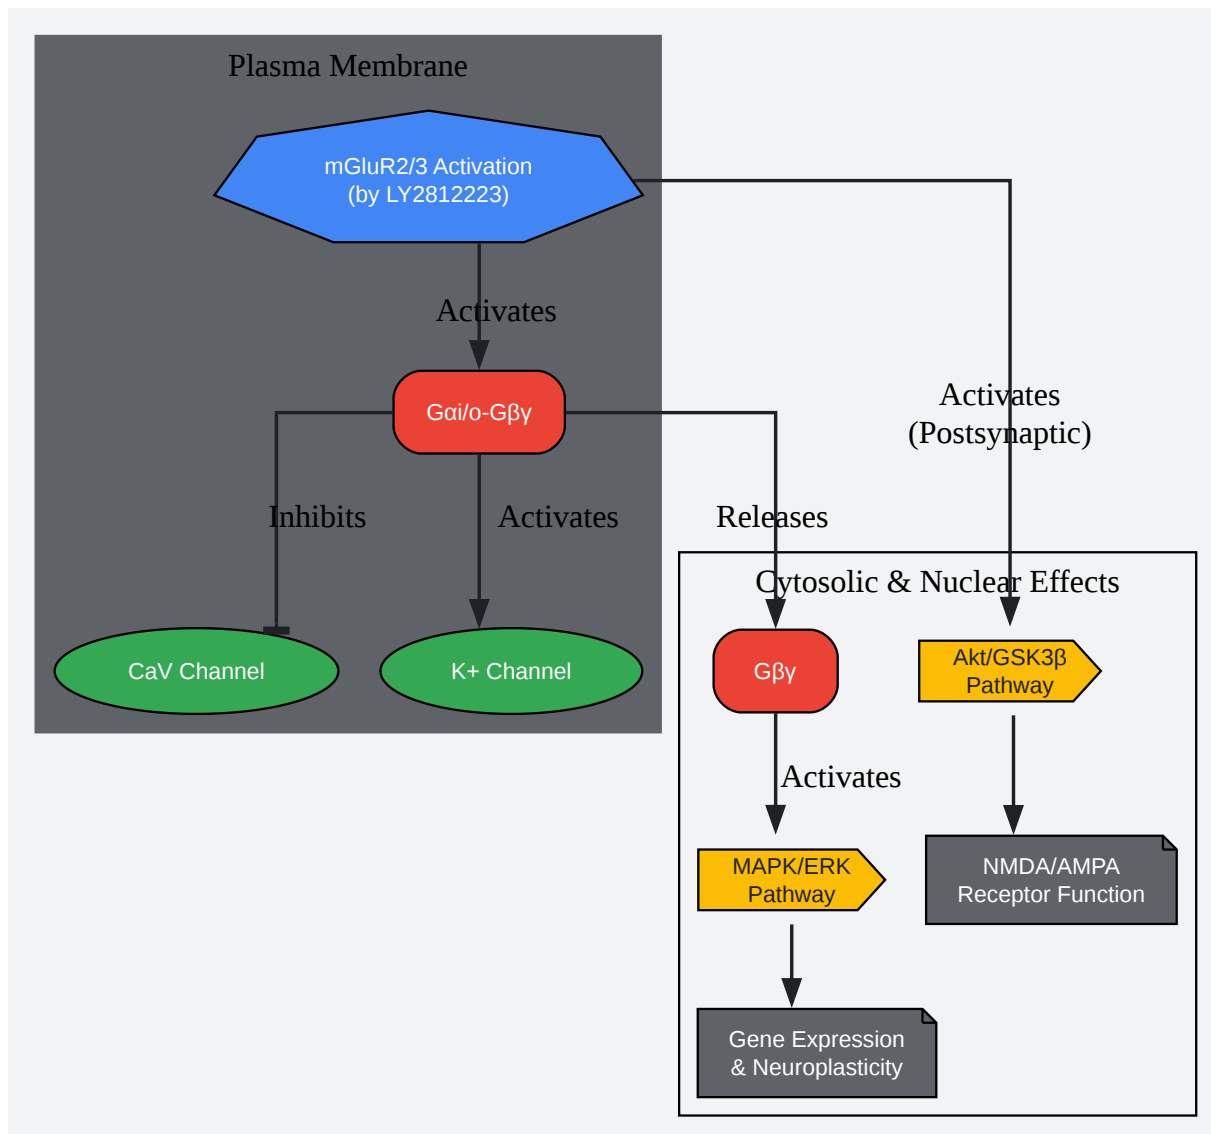 Plasma Membrane
mGluR2/3 Activation
(by LY2812223)
Activates
Gαi/o-Gβγ
Activates
(Postsynaptic)
Inhibits
Activates
Releases
Cytosolic & Nuclear Effects
CaV Channel
K+ Channel
Gβγ
Akt/GSK3β
Pathway
Activates
MAPK/ERK
Pathway
NMDA/AMPA
Receptor Function
Gene Expression
& Neuroplasticity